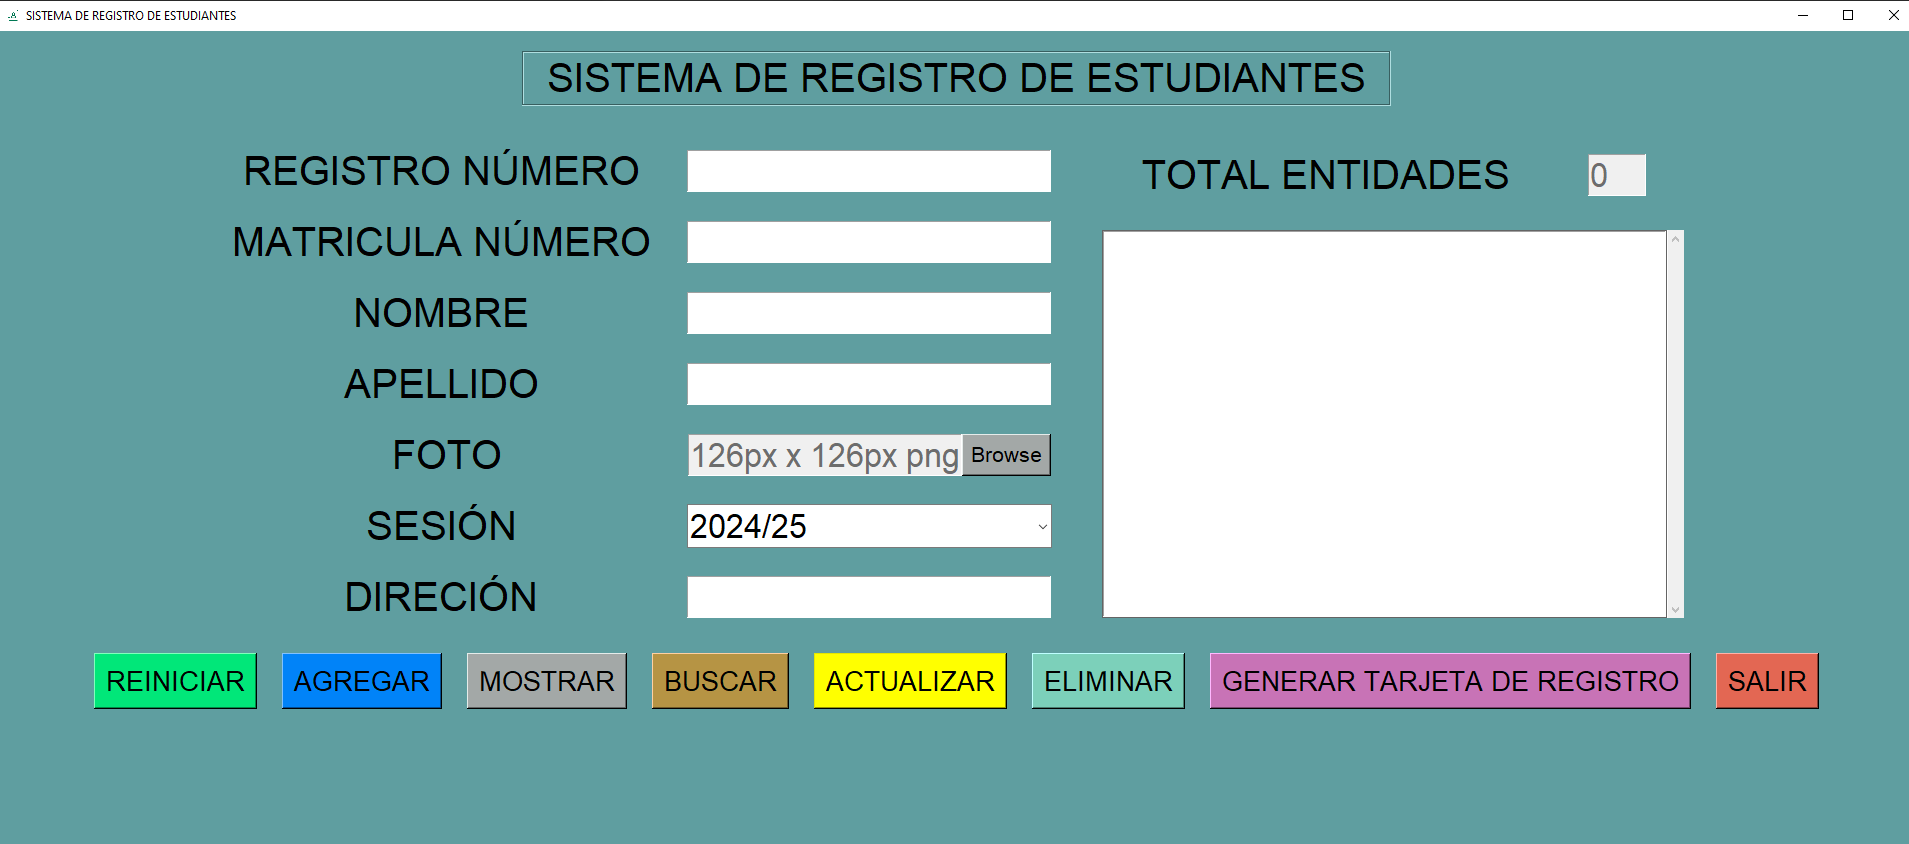 SISTEMA DE REGISTRO DE ESTUDIANTES
SISTEMA DE REGISTRO DE ESTUDIANTES
REGISTRO NÚMERO
TOTAL ENTIDADES 0
MATRICULA NÚMERO
NOMBRE
APELLIDO
FOTO 126px x 126px png Browse
SESIÓN 2024/25
DIRECIÓN
REINICIAR AGREGAR MOSTRAR BUSCAR ACTUALIZAR ELIMINAR GENERAR TARJETA DE REGISTRO SALIR